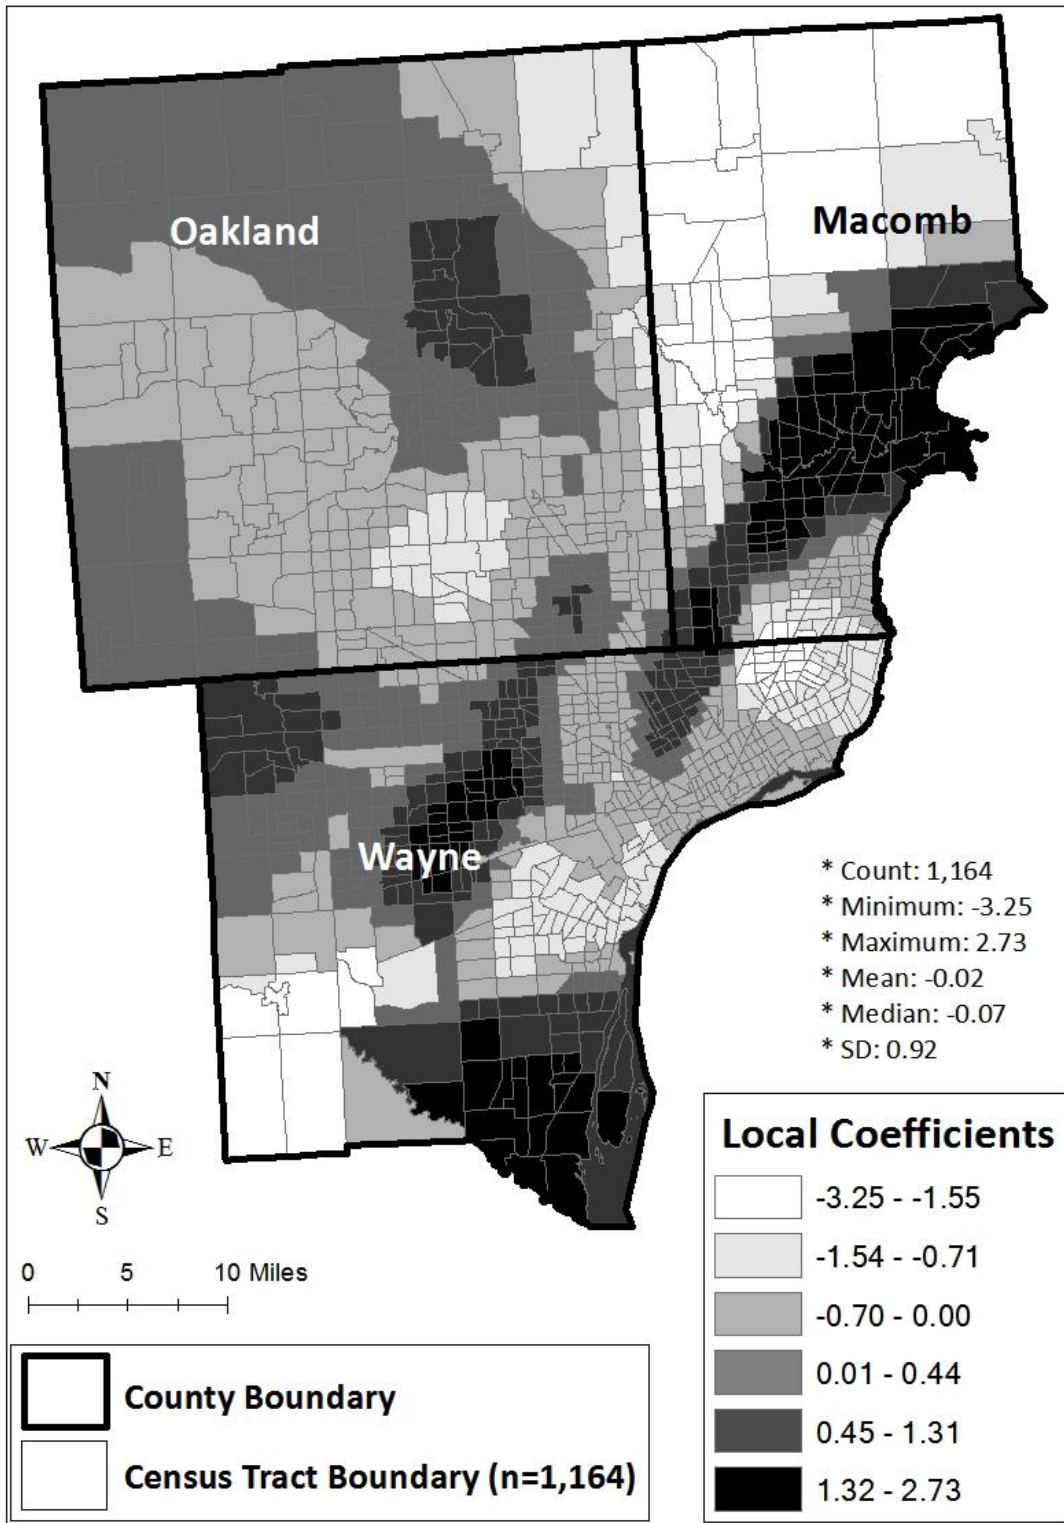 Oakland
Macomb
Wayne
* Count: 1,164
* Minimum: -3.25
* Maximum: 2.73
* Mean: -0.02
* Median: -0.07
* SD: 0.92
N
W E
S
0 5 10 Miles
County Boundary
Census Tract Boundary (n=1,164)
Local Coefficients
-3.25 - -1.55
-1.54 - -0.71
-0.70 - 0.00
0.01 - 0.44
0.45 - 1.31
1.32 - 2.73